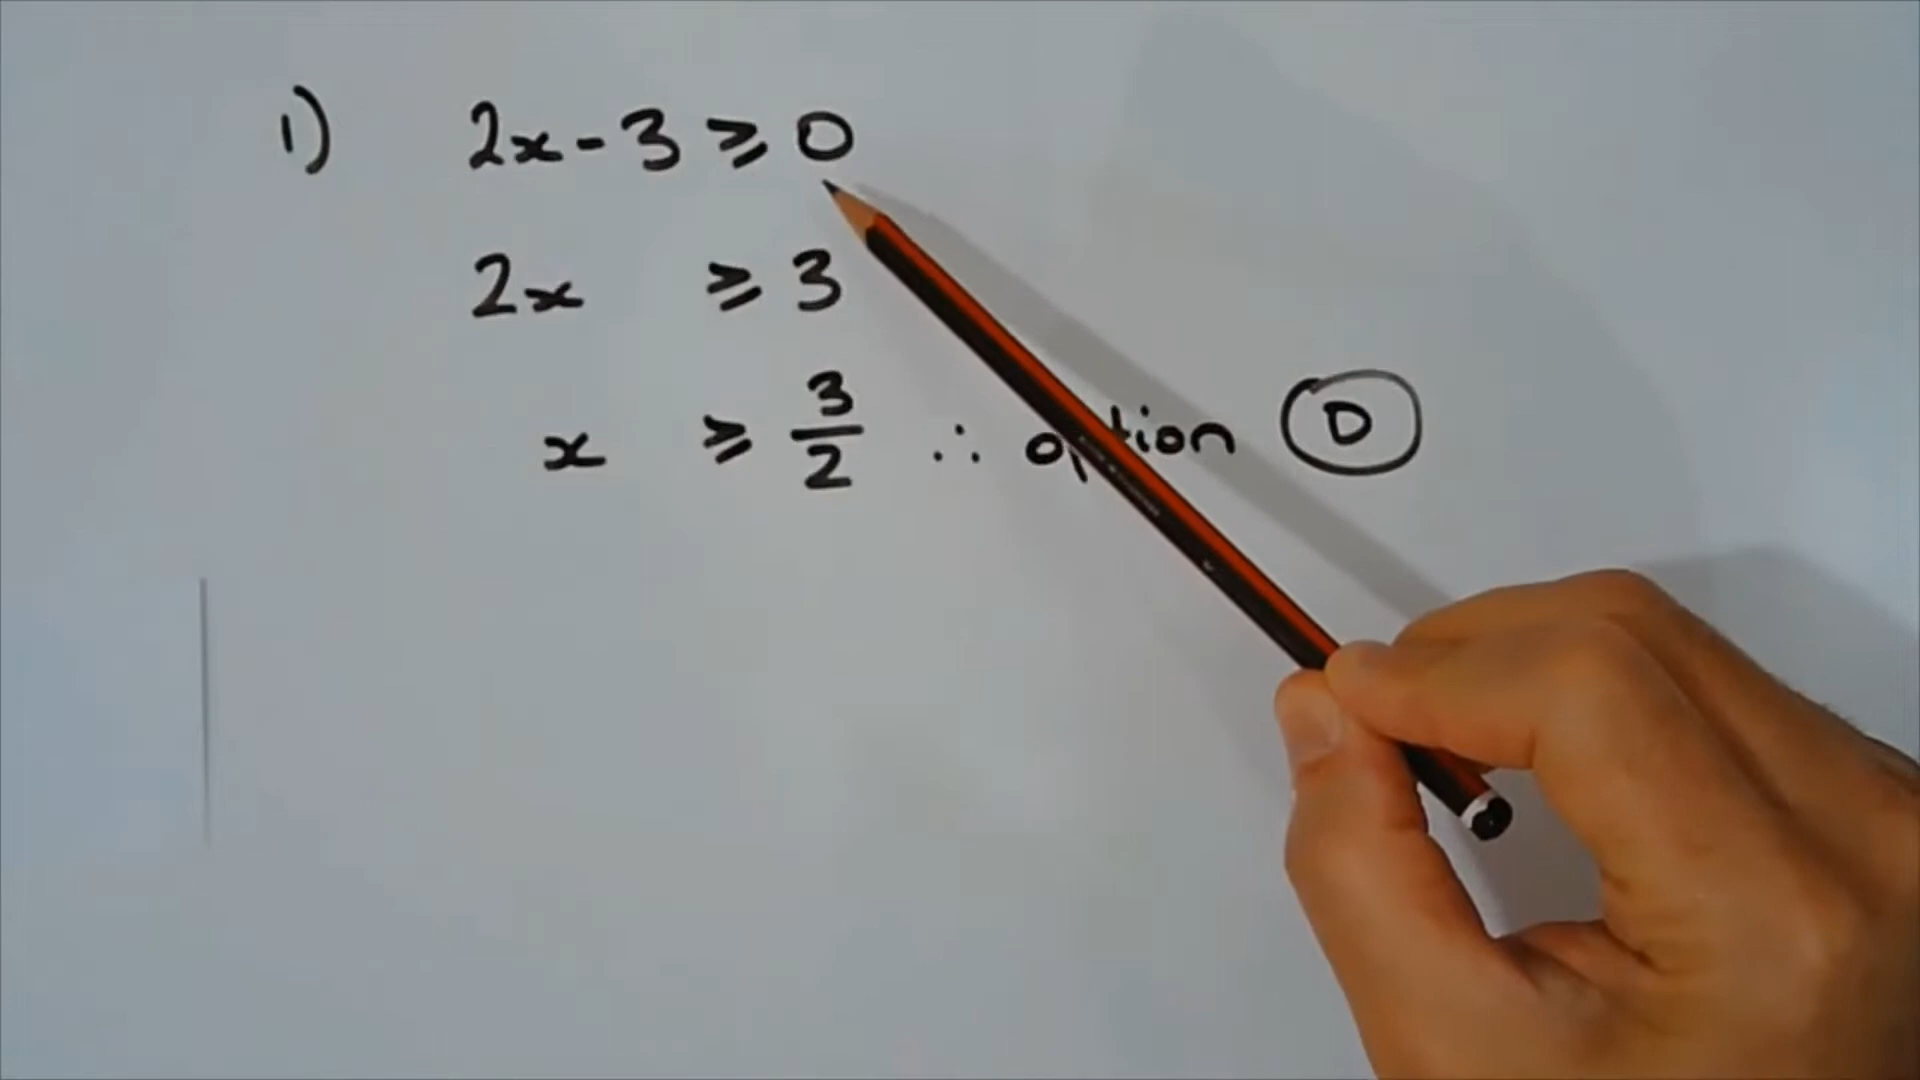 1) 2x - 3 ≥ 0
2x ≥ 3
x ≥ 3/2 ∴ option D